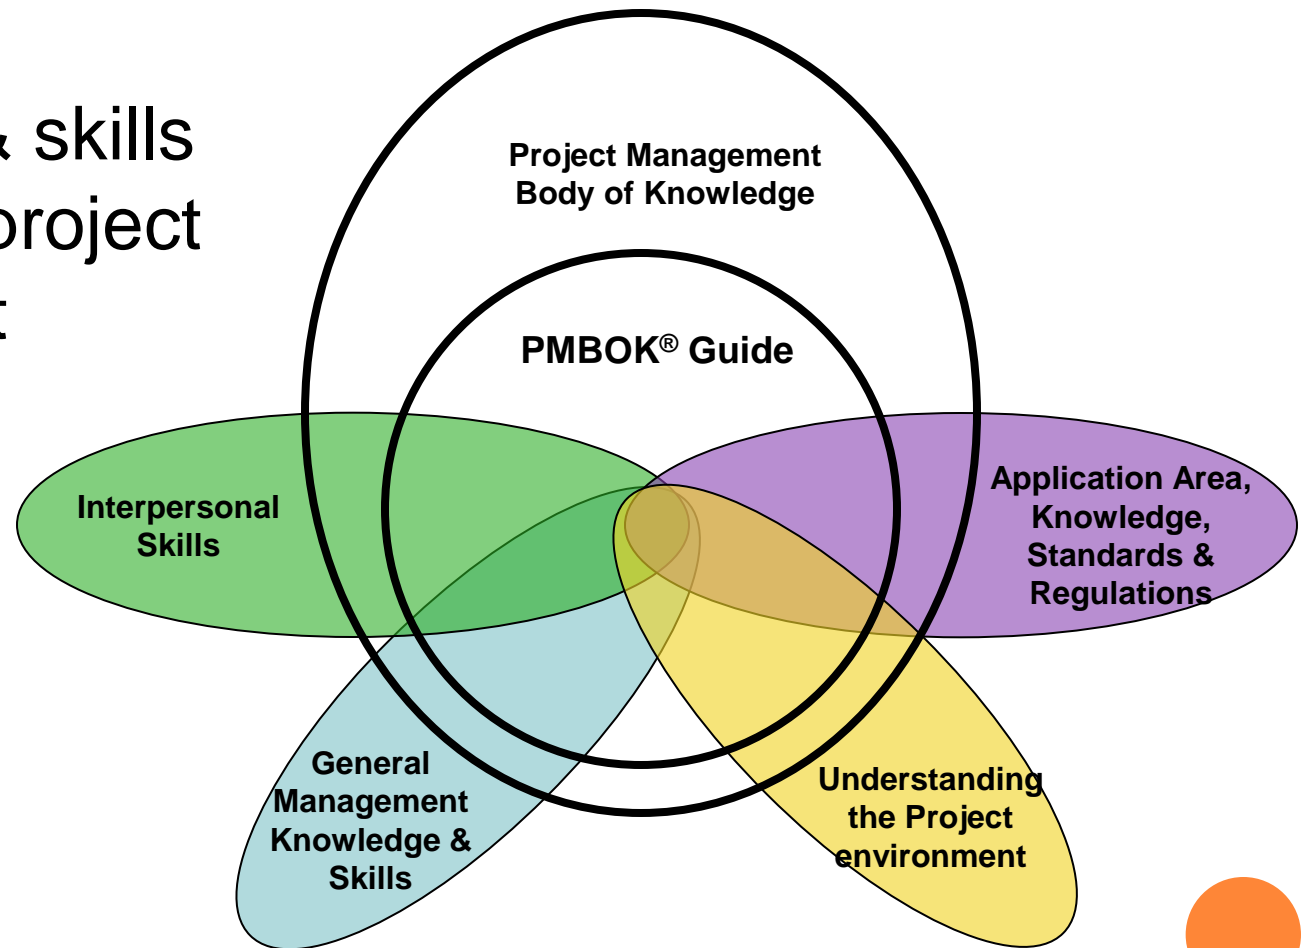 & skills
project
t
Project Management
Body of Knowledge
PMBOK® Guide
Interpersonal
Skills
Application Area,
Knowledge,
Standards &
Regulations
General
Management
Knowledge &
Skills
Understanding
the Project
environment